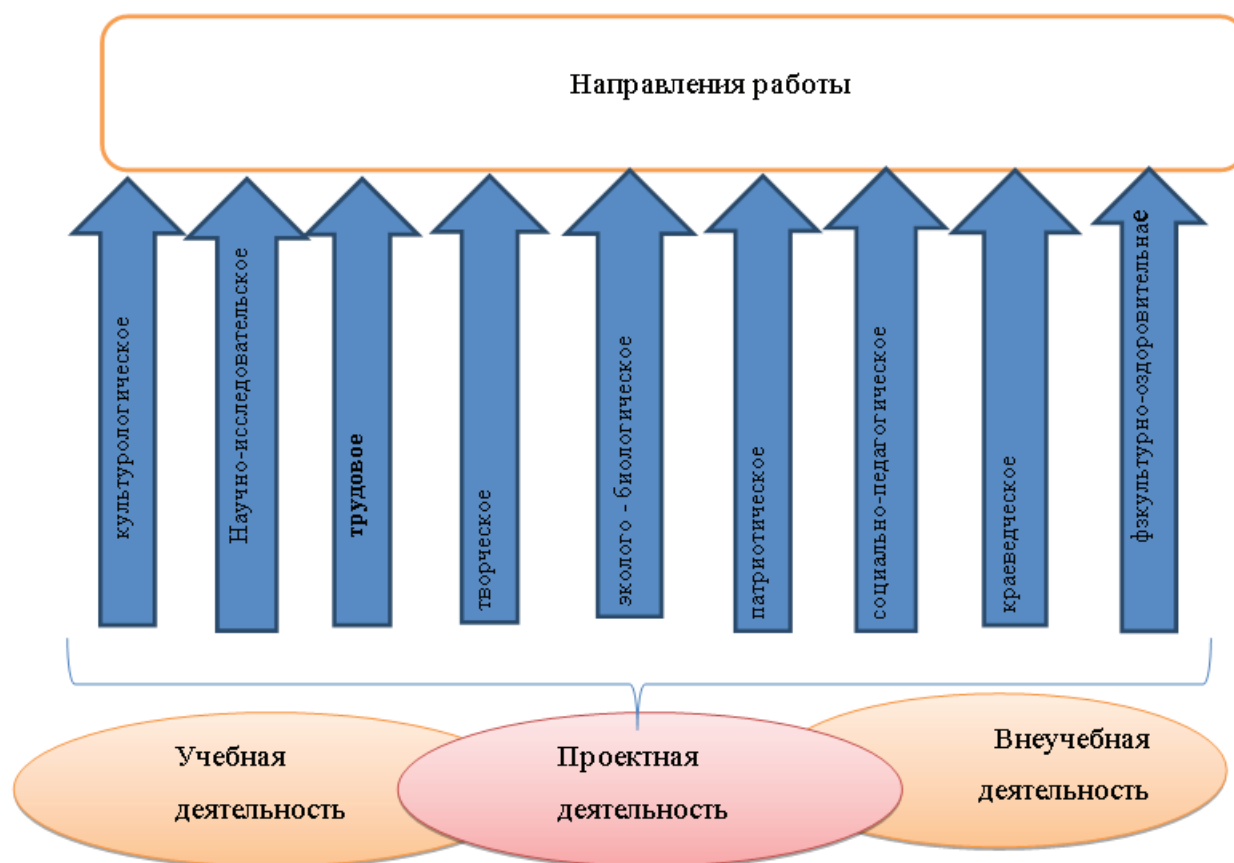 Направления работы
культурологическое
Научно-исследовательское
трудовое
творческое
эколого - биологическое
патриотическое
социально-педагогическое
краеведческое
фзкультурно-оздоровительнае
Учебная
деятельность
Проектная
деятельность
Внеучебная
деятельность